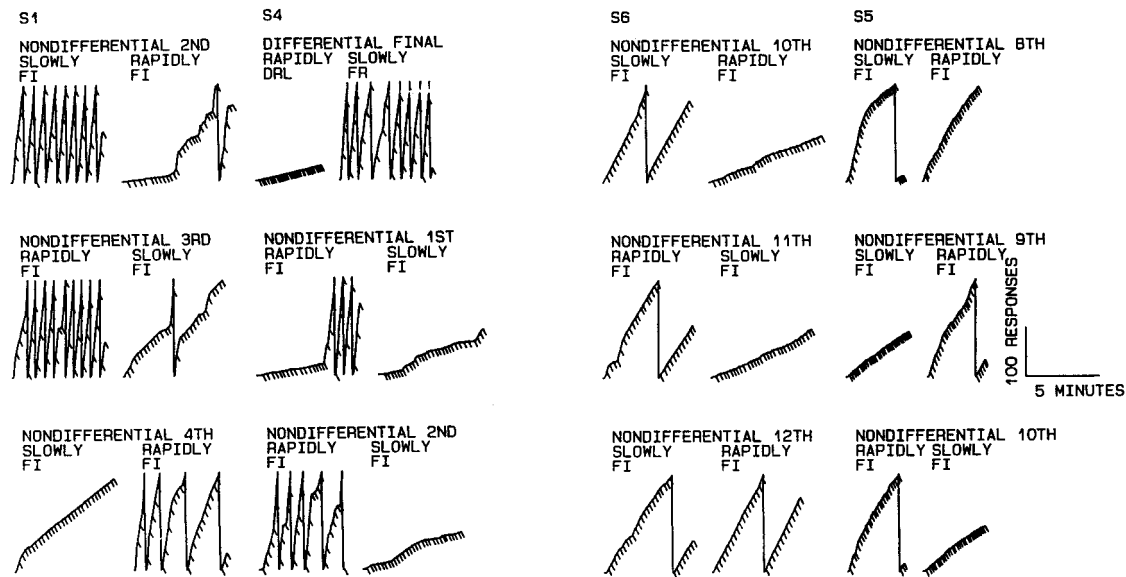 S1
NONDIFFERENTIAL 2ND
SLOWLY RAPIDLY
FI FI
NONDIFFERENTIAL 3RD
RAPIDLY SLOWLY
FI FI
NONDIFFERENTIAL 4TH
SLOWLY RAPIDLY
FI FI
S4
DIFFERENTIAL FINAL
RAPIDLY SLOWLY
DRL FR
NONDIFFERENTIAL 1ST
RAPIDLY SLOWLY
FI FI
NONDIFFERENTIAL 2ND
RAPIDLY SLOWLY
FI FI
S6
NONDIFFERENTIAL 10TH
SLOWLY RAPIDLY
FI FI
NONDIFFERENTIAL 11TH
RAPIDLY SLOWLY
FI FI
NONDIFFERENTIAL 12TH
SLOWLY RAPIDLY
FI FI
S5
NONDIFFERENTIAL 8TH
SLOWLY RAPIDLY
FI FI
NONDIFFERENTIAL 9TH
SLOWLY RAPIDLY
FI FI
NONDIFFERENTIAL 10TH
RAPIDLY SLOWLY
FI FI
100 RESPONSES
5 MINUTES